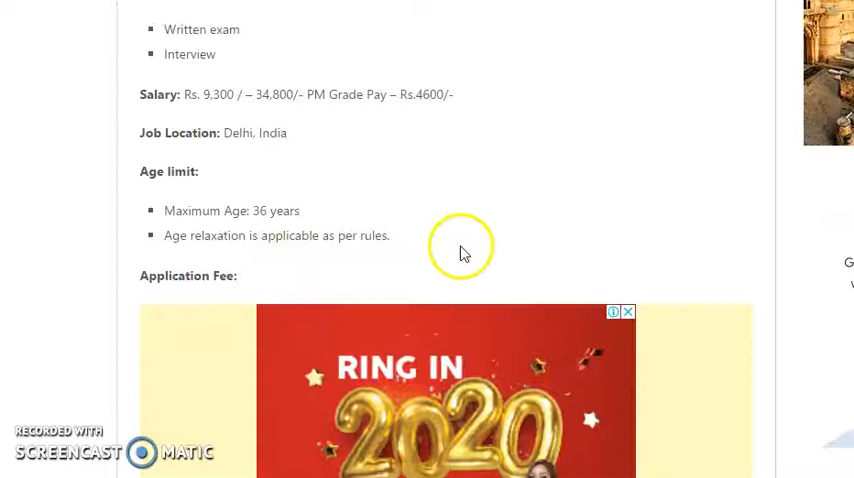 Written exam
Interview
Salary: Rs. 9,300 / – 34,800/- PM Grade Pay – Rs.4600/-
Job Location: Delhi, India
Age limit:
Maximum Age: 36 years
Age relaxation is applicable as per rules.
Application Fee:
RING IN
2020
RECORDED WITH
SCREENCAST MATIC